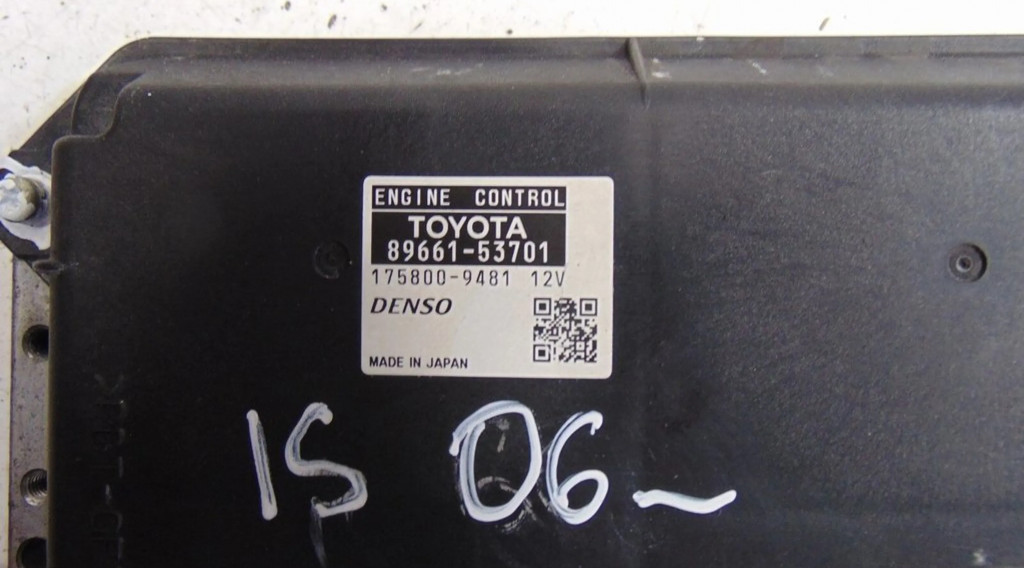 ENGINE CONTROL
TOYOTA
89661-53701
175800-9481 12V
DENSO
MADE IN JAPAN
IS 06-